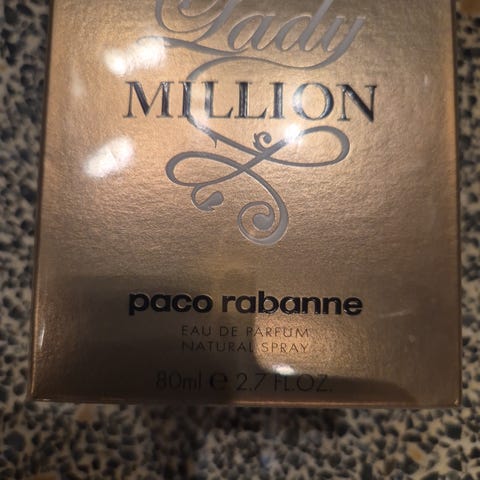 Lady
MILLION
paco rabanne
EAU DE PARFUM
NATURAL SPRAY
80ml e 2.7 FL.OZ.